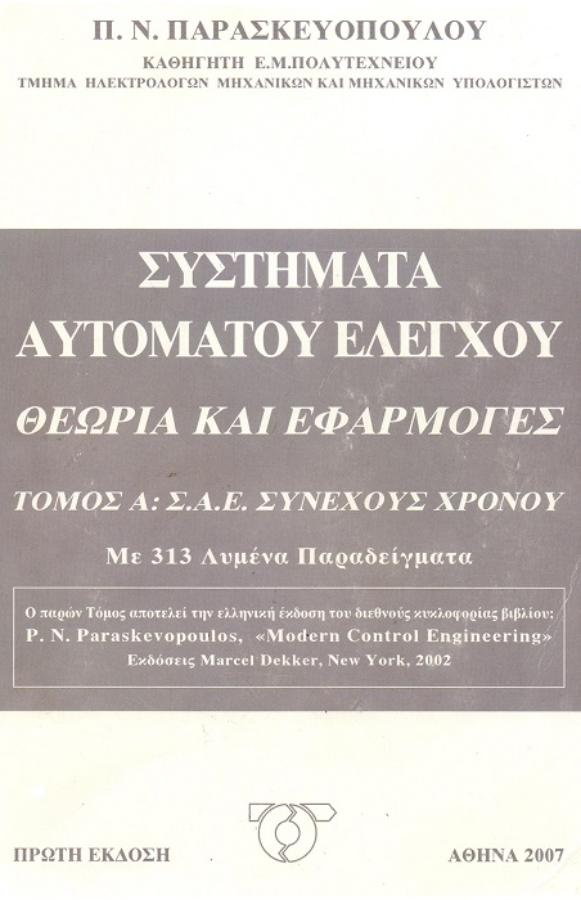 Π. Ν. ΠΑΡΑΣΚΕΥΟΠΟΥΛΟΥ
ΚΑΘΗΓΗΤΗ Ε.Μ.ΠΟΛΥΤΕΧΝΕΙΟΥ
ΤΜΗΜΑ ΗΛΕΚΤΡΟΛΟΓΩΝ ΜΗΧΑΝΙΚΩΝ ΚΑΙ ΜΗΧΑΝΙΚΩΝ ΥΠΟΛΟΓΙΣΤΩΝ
ΣΥΣΤΗΜΑΤΑ
ΑΥΤΟΜΑΤΟΥ ΕΛΕΓΧΟΥ
ΘΕΩΡΙΑ ΚΑΙ ΕΦΑΡΜΟΓΕΣ
ΤΟΜΟΣ Α: Σ.Α.Ε. ΣΥΝΕΧΟΥΣ ΧΡΟΝΟΥ
Με 313 Λυμένα Παραδείγματα
Ο παρών Τόμος αποτελεί την ελληνική έκδοση του διεθνούς κυκλοφορίας βιβλίου:
P. N. Paraskevopoulos, «Modern Control Engineering»
Εκδόσεις Marcel Dekker, New York, 2002
ΠΡΩΤΗ ΕΚΔΟΣΗ
ΑΘΗΝΑ 2007